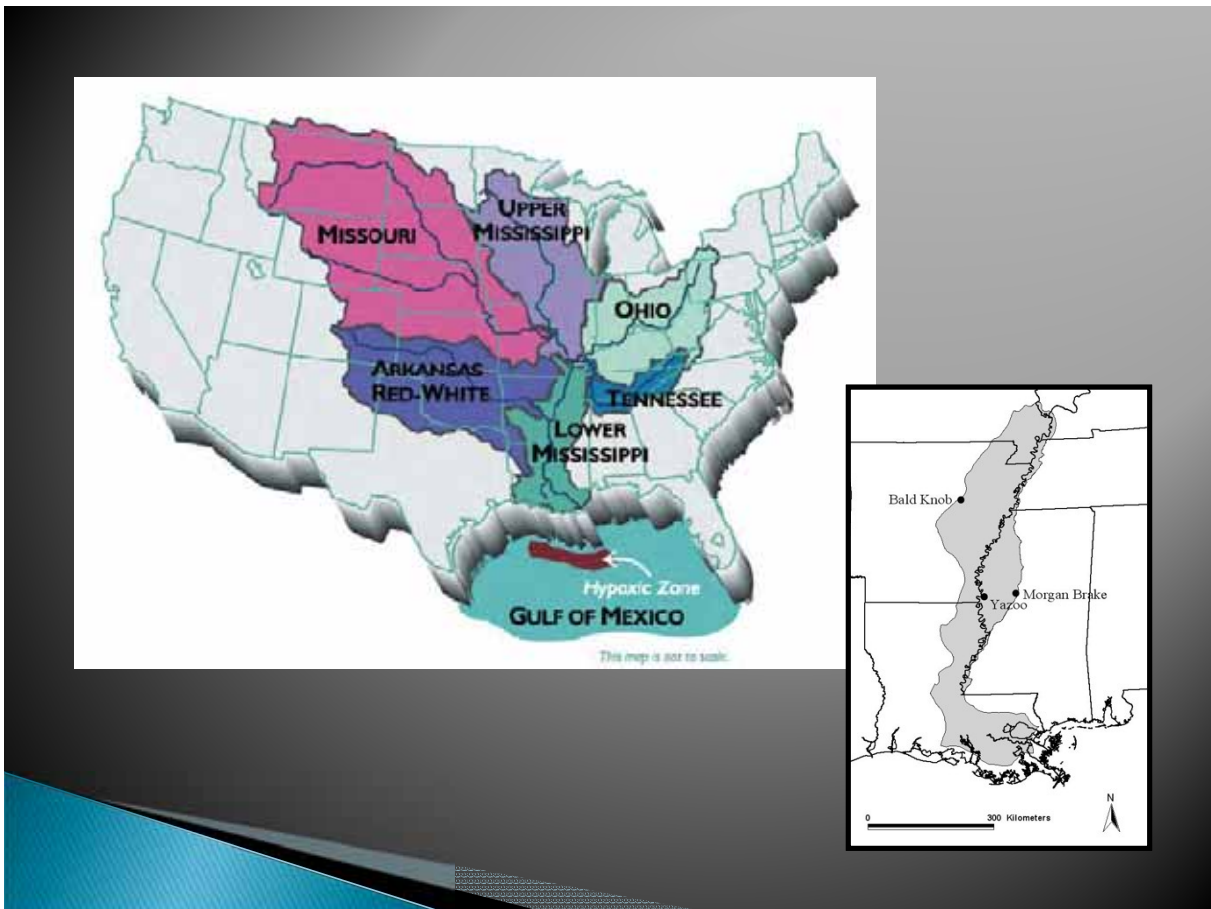 MISSOURI
UPPER
MISSISSIPPI
OHIO
ARKANSAS
RED-WHITE
TENNESSEE
LOWER
MISSISSIPPI
Hypoxic Zone
GULF OF MEXICO
This map is not to scale.
Bald Knob
Morgan Brake
Yazoo
N
0
300 Kilometers